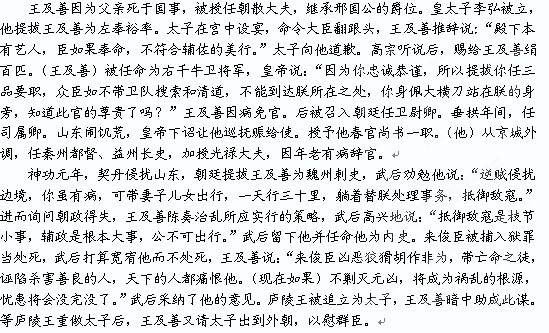 王及善因为父亲死于国事，被授任朝散大夫，继承邢国公的爵位。皇太子李弘被立，
他提拔王及善为左奉裕率。太子在宫中设宴，命令大臣翻跟头，王及善推辞说：“殿下本
有艺人，臣如果奉命，不符合辅佐的美行。”太子向他道歉。高宗听说后，赐给王及善绢
百匹。（王及善）被任命为右千牛卫将军，皇帝说：“因为你忠诚恭谨，所以提拔你任三
品要职，众臣如不带卫队搜索和清道，不能到达朕所在之处，你身佩大横刀站在朕的身
旁，知道此官的尊贵了吗？”王及善因病免官。后被召入朝廷任卫尉卿。垂拱年间，任
司属卿。山东闹饥荒，皇帝下诏让他巡抚赈给使。授予他春官尚书一职。（他）从京城外
调，任秦州都督、益州长史，加授光禄大夫，因年老有病辞官。
神功元年，契丹侵扰山东，朝廷提拔王及善为魏州刺史，武后劝勉他说：“逆贼侵扰
边境，你虽有病，可带妻子儿女出行，一天行三十里，躺着替朕处理事务，抵御敌寇。”
进而询问朝政得失，王及善陈奏治乱所应实行的策略，武后高兴地说：“抵御敌寇是枝节
小事，辅政是根本大事，公不可出行。”武后留下他并任命他为内史。来俊臣被捕入狱罪
当处死，武后打算宽宥他而不处死，王及善说：“来俊臣凶恶狡猾胡作非为，带亡命之徒，
诬陷杀害善良的人，天下的人都痛恨他。（现在如果）不剿灭元凶，将成为祸乱的根源，
忧患将会没完没了。”武后采纳了他的意见。庐陵王被追立为太子，王及善暗中助成此谋。
等庐陵王重做太子后，王及善又请太子出到外朝，以慰群臣。